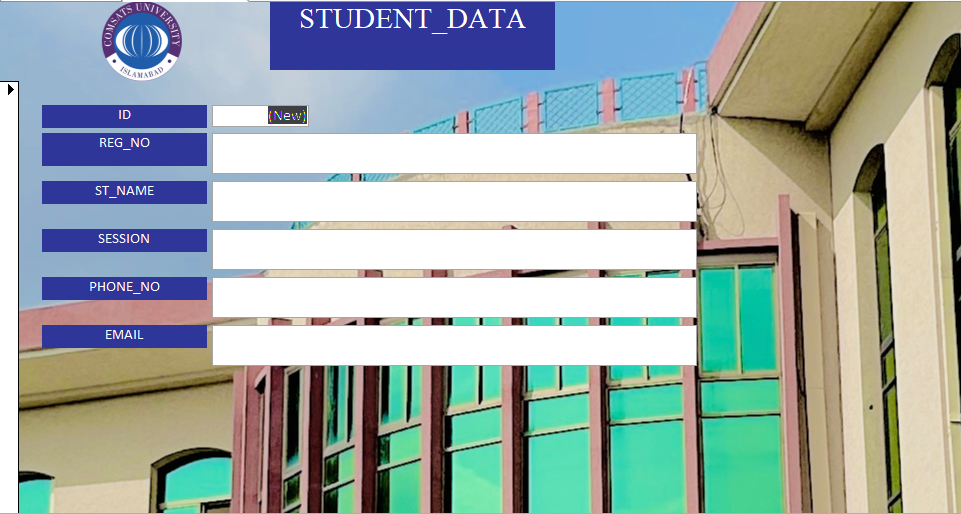 COMSATS UNIVERSITY
ISLAMABAD
STUDENT_DATA
ID
(New)
REG_NO
ST_NAME
SESSION
PHONE_NO
EMAIL